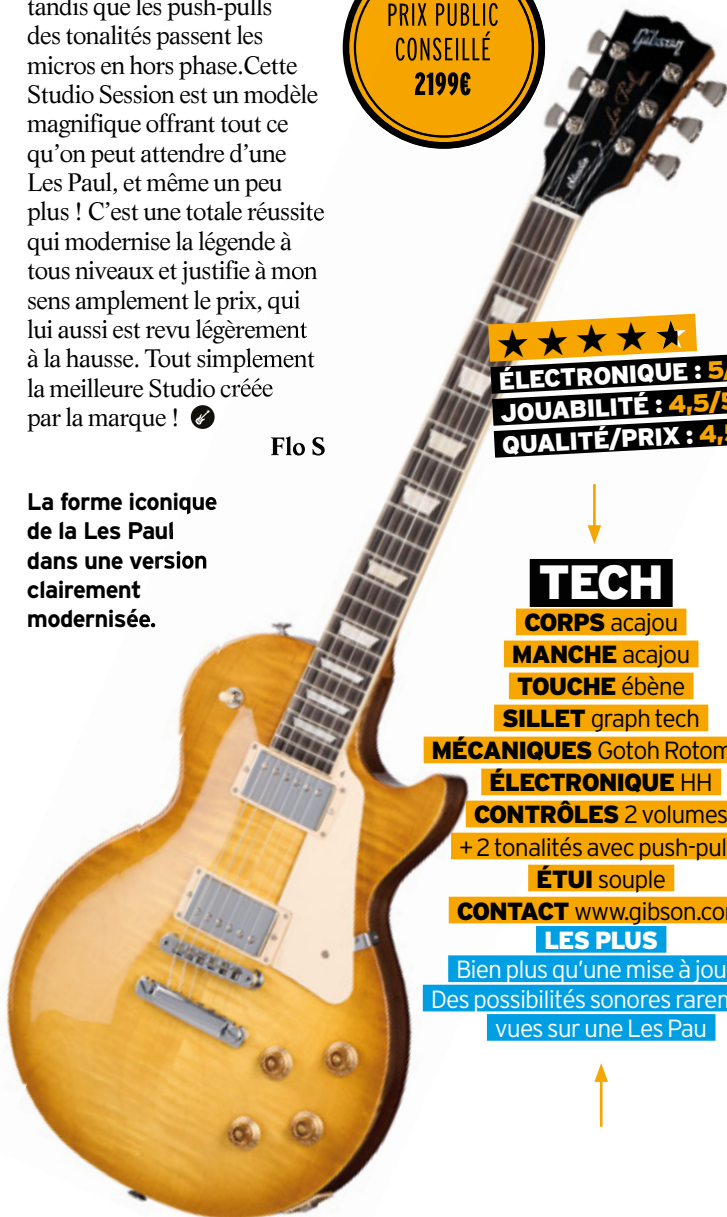 tandis que les push-pulls
des tonalités passent les
micros en hors phase.Cette
Studio Session est un modèle
magnifique offrant tout ce
qu'on peut attendre d'une
Les Paul, et même un peu
plus ! C'est une totale réussite
qui modernise la légende à
tous niveaux et justifie à mon
sens amplement le prix, qui
lui aussi est revu légèrement
à la hausse. Tout simplement
la meilleure Studio créée
par la marque !
Flo S
La forme iconique
de la Les Paul
dans une version
clairement
modernisée.
PRIX PUBLIC
CONSEILLÉ
2199€
Gibson
Les Paul
Studio
ÉLECTRONIQUE : 5/
JOUABILITÉ : 4,5/5
QUALITÉ/PRIX : 4,5
TECH
CORPS acajou
MANCHE acajou
TOUCHE ébène
SILLET graph tech
MÉCANIQUES Gotoh
ÉLECTRONIQUE HH
CONTRÔLES 2 volumes
+ 2 tonalités avec push-pul
ÉTUI souple
CONTACT www.gibson.co
LES PLUS
Bien plus qu'une mise à jou
Des possibilités sonores
vues sur une Les Pau